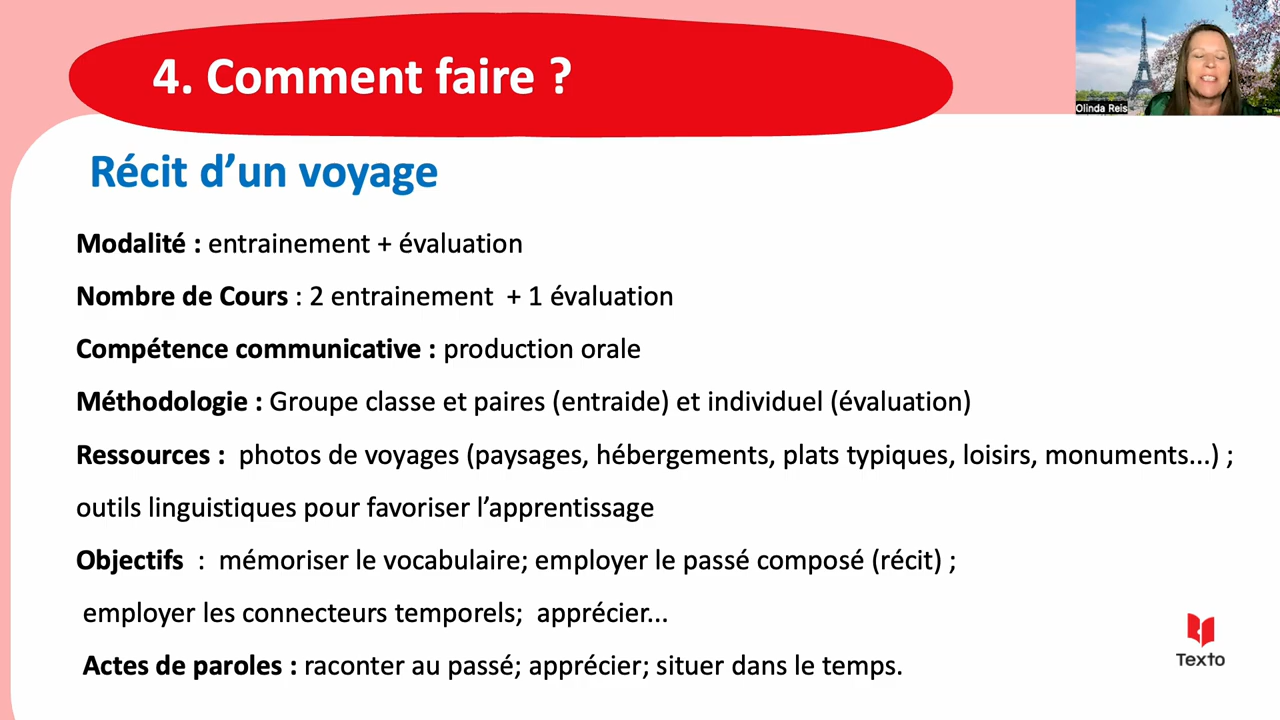 4. Comment faire ?
Olinda Reis
Récit d’un voyage
Modalité : entrainement + évaluation
Nombre de Cours : 2 entrainement + 1 évaluation
Compétence communicative : production orale
Méthodologie : Groupe classe et paires (entraide) et individuel (évaluation)
Ressources : photos de voyages (paysages, hébergements, plats typiques, loisirs, monuments...) ;
outils linguistiques pour favoriser l’apprentissage
Objectifs : mémoriser le vocabulaire; employer le passé composé (récit) ;
employer les connecteurs temporels; apprécier...
Actes de paroles : raconter au passé; apprécier; situer dans le temps.
Texto